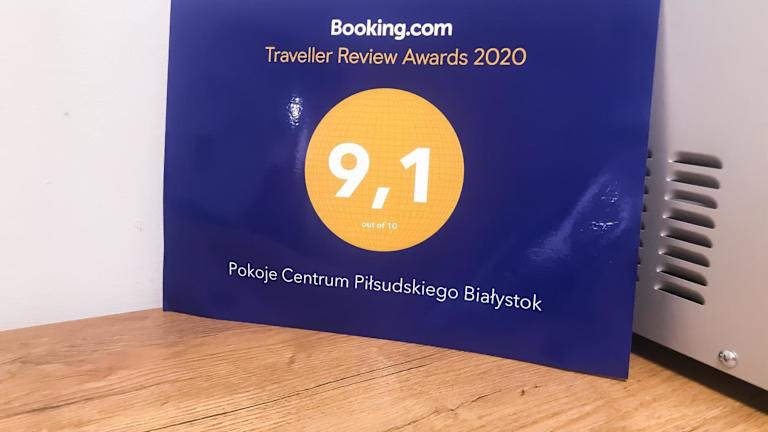 Booking.com
Traveller Review Awards 2020
9,1
out of 10
Pokoje Centrum Piłsudskiego Białystok